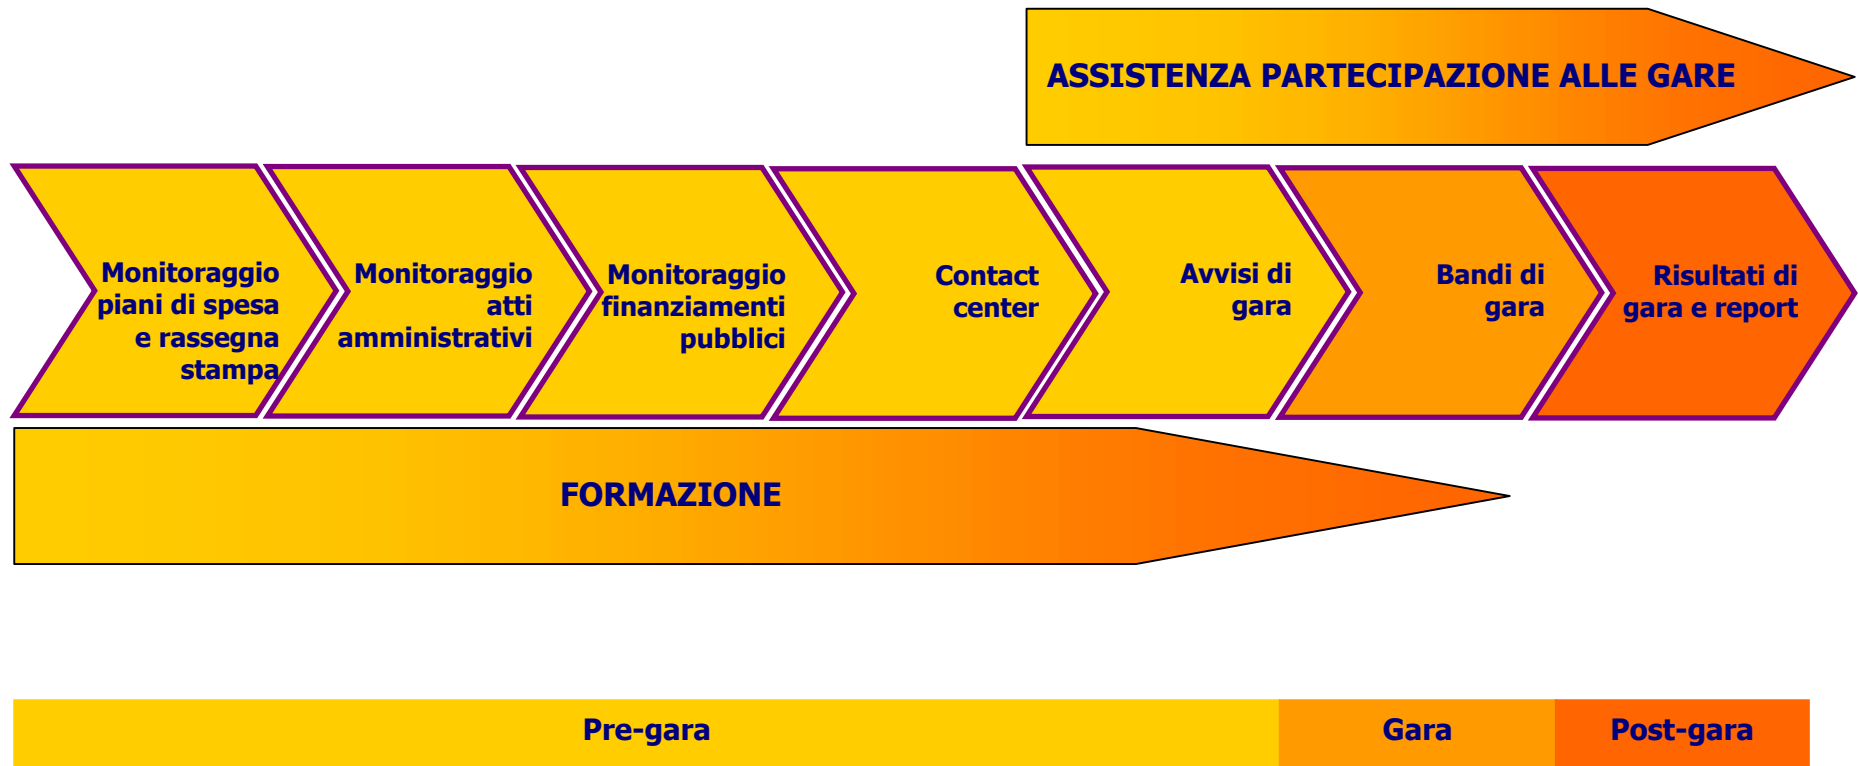 ASSISTENZA PARTECIPAZIONE ALLE GARE
Monitoraggio
piani di spesa
e rassegna
stampa
Monitoraggio
atti
amministrativi
Monitoraggio
finanziamenti
pubblici
Contact
center
Avvisi di
gara
Bandi di
gara
Risultati di
gara e report
FORMAZIONE
Pre-gara
Gara
Post-gara